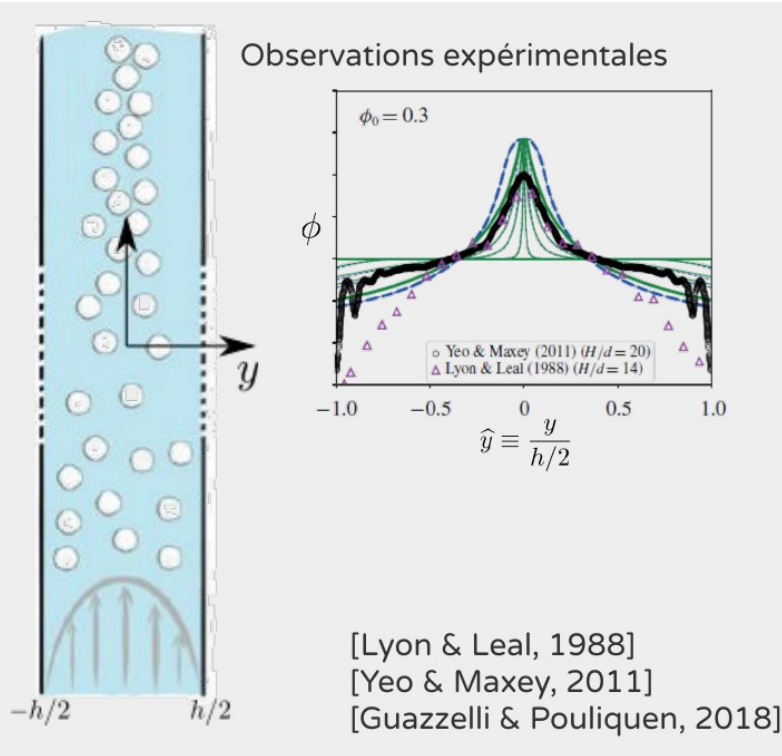 Observations expérimentales
ϕ₀ = 0.3
ϕ
○ Yeo & Maxey (2011) (H/d = 20)
△ Lyon & Leal (1988) (H/d = 14)
−1.0 −0.5 0 0.5 1.0
ŷ ≡ y / h/2
y
−h/2 h/2
[Lyon & Leal, 1988]
[Yeo & Maxey, 2011]
[Guazzelli & Pouliquen, 2018]